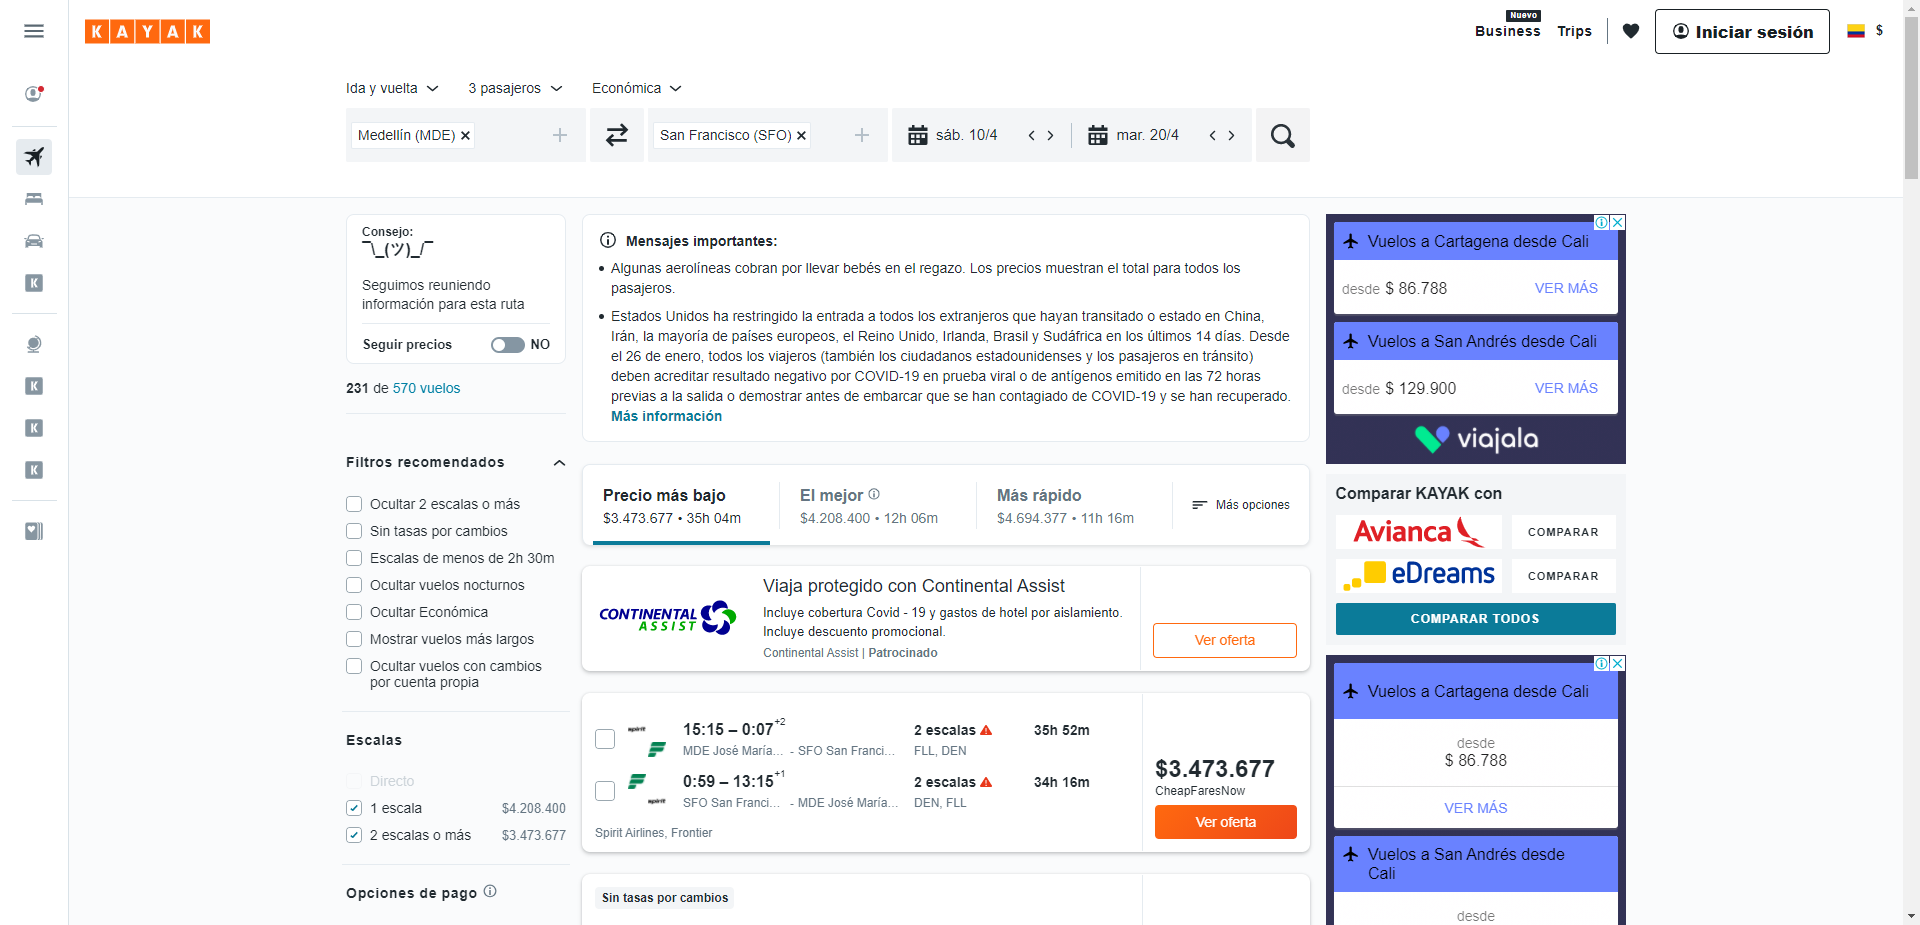 KAYAK
Nuevo
Business
Trips
Iniciar sesión
$
Ida y vuelta
3 pasajeros
Económica
Medellín (MDE)
San Francisco (SFO)
sáb. 10/4
mar. 20/4
Consejo:
¯\_(ツ)_/¯
Seguimos reuniendo
información para esta ruta
Seguir precios NO
231 de 570 vuelos
Filtros recomendados
Ocultar 2 escalas o más
Sin tasas por cambios
Escalas de menos de 2h 30m
Ocultar vuelos nocturnos
Ocultar Económica
Mostrar vuelos más largos
Ocultar vuelos con cambios
por cuenta propia
Escalas
Directo
1 escala $4.208.400
2 escalas o más $3.473.677
Opciones de pago
K
K
K
K
Mensajes importantes:
• Algunas aerolíneas cobran por llevar bebés en el regazo. Los precios muestran el total para todos los
pasajeros.
• Estados Unidos ha restringido la entrada a todos los extranjeros que hayan transitado o estado en China,
Irán, la mayoría de países europeos, el Reino Unido, Irlanda, Brasil y Sudáfrica en los últimos 14 días. Desde
el 26 de enero, todos los viajeros (también los ciudadanos estadounidenses y los pasajeros en tránsito)
deben acreditar resultado negativo por COVID-19 en prueba viral o de antígenos emitido en las 72 horas
previas a la salida o demostrar antes de embarcar que se han contagiado de COVID-19 y se han recuperado.
Más información
Precio más bajo
$3.473.677 • 35h 04m
El mejor
$4.208.400 • 12h 06m
Más rápido
$4.694.377 • 11h 16m
Más opciones
CONTINENTAL
ASSIST
Viaja protegido con Continental Assist
Incluye cobertura Covid - 19 y gastos de hotel por aislamiento.
Incluye descuento promocional.
Continental Assist | Patrocinado
Ver oferta
spirit
15:15 – 0:07+2
MDE José María... - SFO San Franci...
2 escalas
FLL, DEN
35h 52m
0:59 – 13:15+1
SFO San Franci... - MDE José María...
2 escalas
DEN, FLL
34h 16m
spirit
Spirit Airlines, Frontier
$3.473.677
CheapFaresNow
Ver oferta
Sin tasas por cambios
Vuelos a Cartagena desde Cali
desde $ 86.788 VER MÁS
Vuelos a San Andrés desde Cali
desde $ 129.900 VER MÁS
viajala
Comparar KAYAK con
Avianca COMPARAR
eDreams COMPARAR
COMPARAR TODOS
Vuelos a Cartagena desde Cali
desde
$ 86.788
VER MÁS
Vuelos a San Andrés desde
Cali
desde